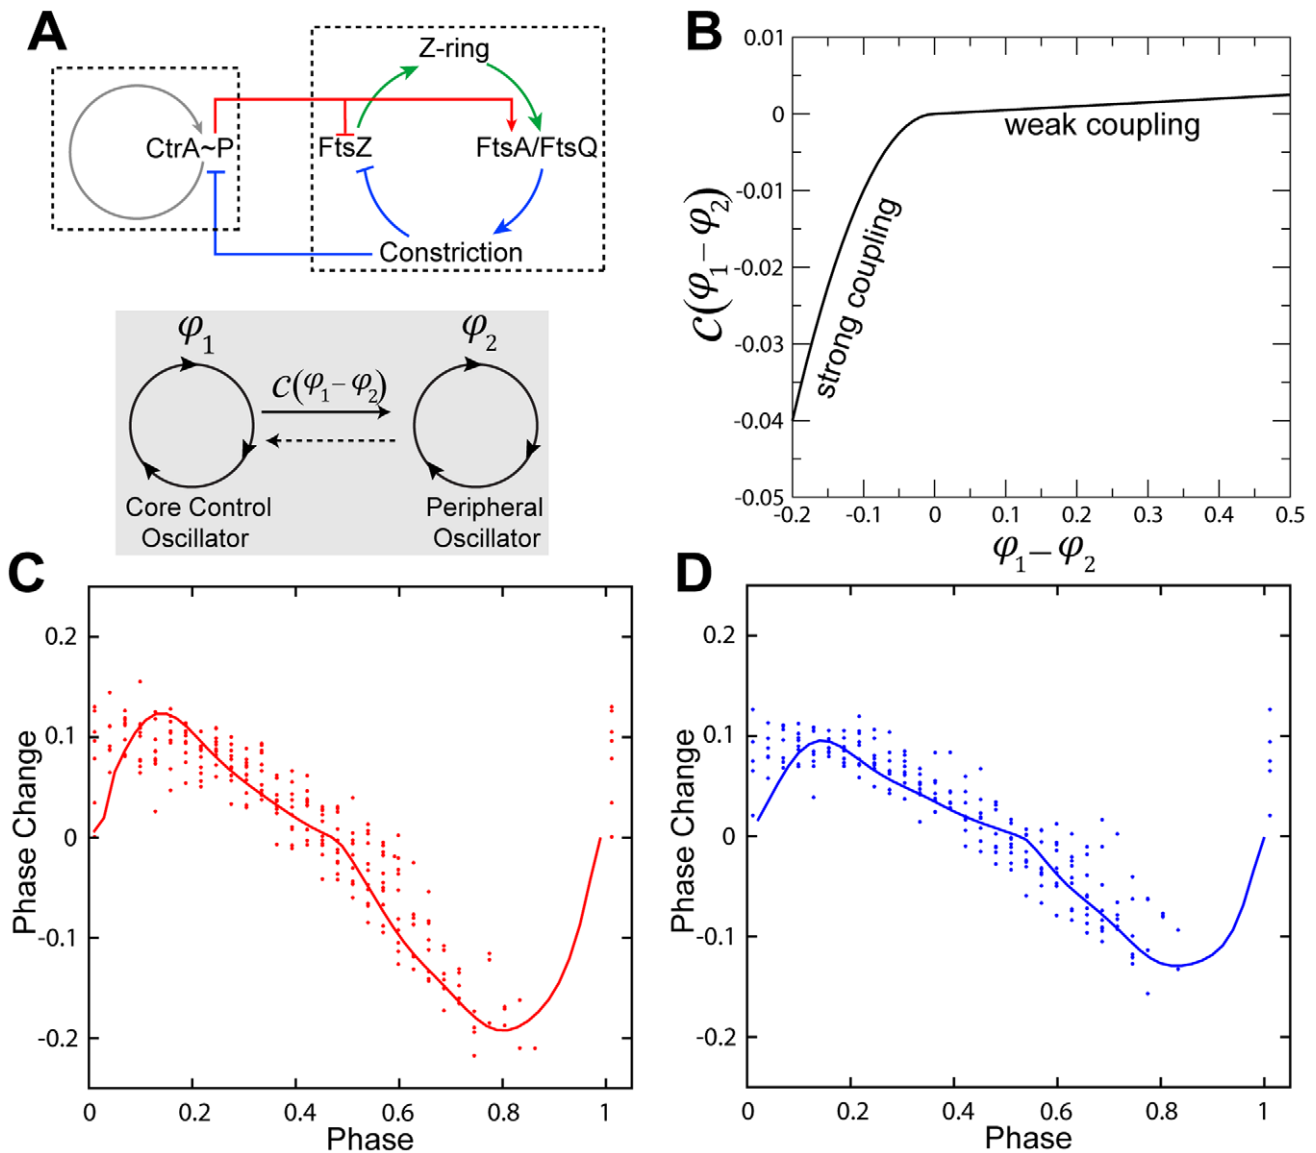 A
Z-ring
CtrA~P
FtsZ
FtsA/FtsQ
Constriction
φ1
φ2
C(φ1− φ2)
Core Control
Oscillator
Peripheral
Oscillator
B
0.01
0
-0.01
-0.02
-0.03
-0.04
-0.05
C(φ1− φ2)
weak coupling
strong coupling
-0.2
-0.1
0
0.1
0.2
0.3
0.4
0.5
φ1− φ2
C
0.2
0.1
0
-0.1
-0.2
Phase Change
0
0.2
0.4
0.6
0.8
1
Phase
D
0.2
0.1
0
-0.1
-0.2
Phase Change
0
0.2
0.4
0.6
0.8
1
Phase